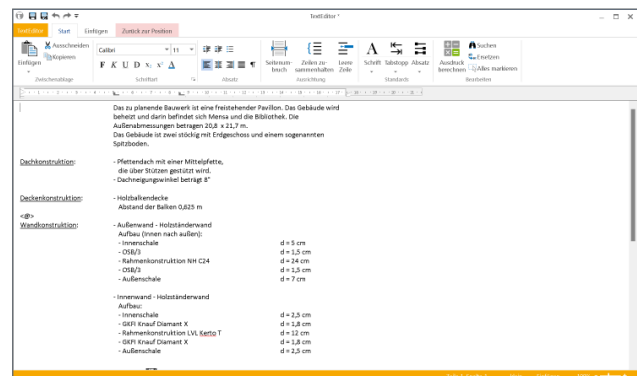 TextEditor *
TextEditor Start Einfügen Zurück zur Position
Einfügen
Ausschneiden
Kopieren
Zwischenablage
Calibri 11
F K U D X₂ x² A
Schriftart
Absatz
Seitenum-
bruch
Zeilen zu-
sammenhalten
Leere
Zeile
Ausrichtung
Schrift Tabstopp Absatz
Standards
Ausdruck
berechnen
Suchen
Ersetzen
Alles markieren
Bearbeiten
Das zu planende Bauwerk ist eine freistehender Pavillon. Das Gebäude wird
beheizt und darin befindet sich Mensa und die Bibliothek. Die
Außenabmessungen betragen 20,8 x 21,7 m.
Das Gebäude ist zwei stöckig mit Erdgeschoss und einem sogenannten
Spitzboden.
Dachkonstruktion: - Pfettendach mit einer Mittelpfette,
die über Stützen gestützt wird.
- Dachneigungswinkel beträgt 8°
Deckenkonstruktion: - Holzbalkendecke
Abstand der Balken 0,625 m
<@>
Wandkonstruktion: - Außenwand - Holzständerwand
Aufbau (Innen nach außen):
- Innenschale d = 5 cm
- OSB/3 d = 1,5 cm
- Rahmenkonstruktion NH C24 d = 24 cm
- OSB/3 d = 1,5 cm
- Außenschale d = 7 cm
- Innenwand - Holzständerwand
Aufbau:
- Innenschale d = 2,5 cm
- GKFI Knauf Diamant X d = 1,8 cm
- Rahmenkonstruktion LVL Kerto T d = 12 cm
- GKFI Knauf Diamant X d = 1,8 cm
- Außenschale d = 2,5 cm